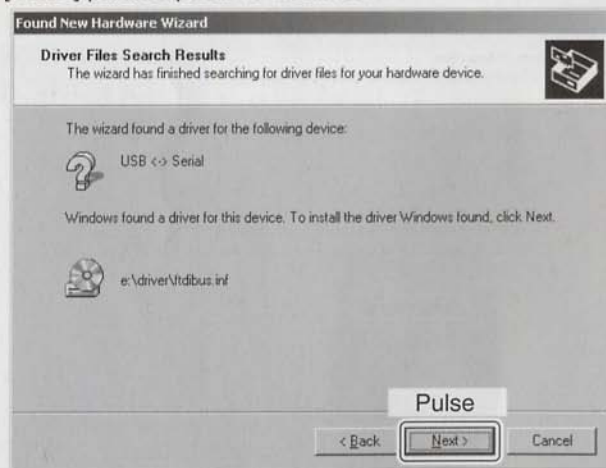 Found New Hardware Wizard
Driver Files Search Results
The wizard has finished searching for driver files for your hardware device.
The wizard found a driver for the following device:
USB <-> Serial
Windows found a driver for this device. To install the driver Windows found, click Next.
e:\driver\ftdibus.inf
Pulse
< Back
Next >
Cancel